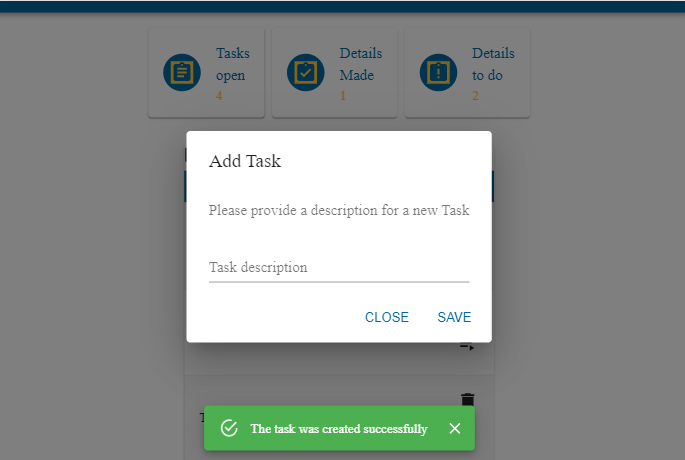 Tasks
open
4
Details
Made
1
Details
to do
2
Add Task
Please provide a description for a new Task
Task description
CLOSE SAVE
The task was created successfully